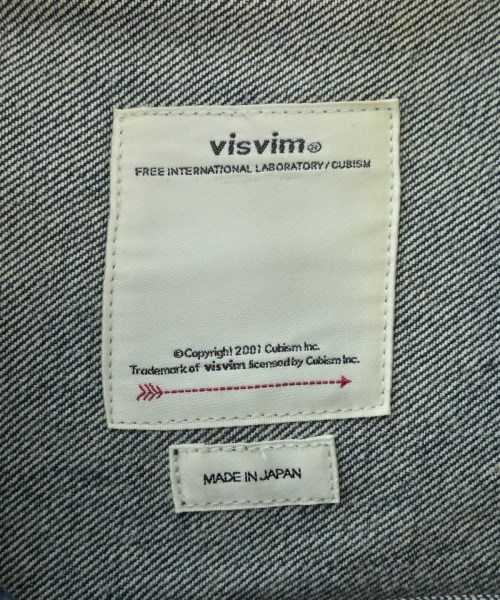 visvim®
FREE INTERNATIONAL LABORATORY / CUBISM
©Copyright 2001 Cubism Inc.
Trademark of visvim licensed by Cubism Inc.
MADE IN JAPAN